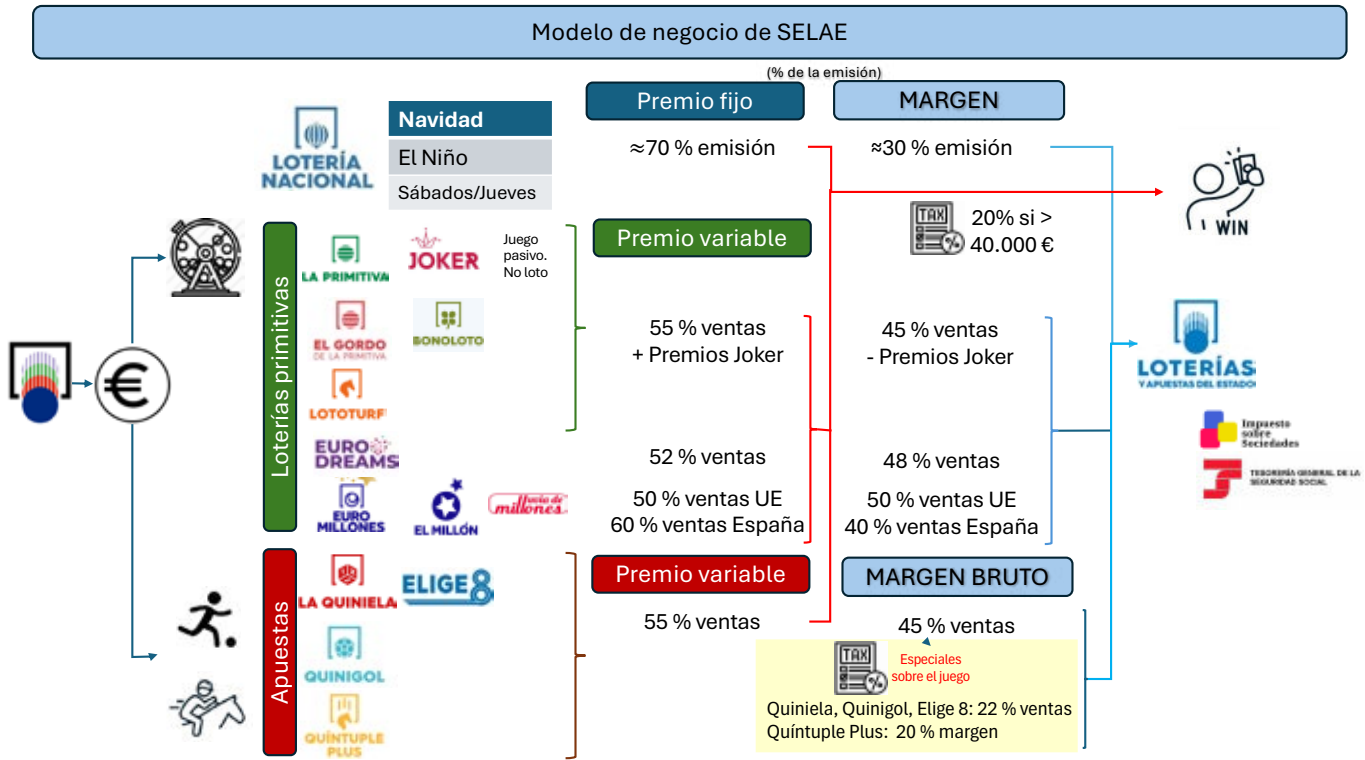 Modelo de negocio de SELAE
(% de la emisión)
Premio fijo
MARGEN
LOTERÍA
NACIONAL
Navidad
El Niño
Sábados/Jueves
≈70 % emisión
≈30 % emisión
WIN
TAX
%
20% si >
40.000 €
Loterías primitivas
LA PRIMITIVA
JOKER
Juego
pasivo.
No loto
EL GORDO
DE LA PRIMITIVA
BONOLOTO
LOTOTURF
EURO
DREAMS
EURO
MILLONES
EL MILLÓN
lluvia de
millones
Premio variable
55 % ventas
+ Premios Joker
45 % ventas
- Premios Joker
52 % ventas
48 % ventas
50 % ventas UE
60 % ventas España
50 % ventas UE
40 % ventas España
€
LOTERÍAS
Y APUESTAS DEL ESTADO
Impuesto
sobre
Sociedades
TESORERÍA GENERAL DE LA
SEGURIDAD SOCIAL
Apuestas
LA QUINIELA
ELIGE 8
QUINIGOL
QUÍNTUPLE
PLUS
Premio variable
MARGEN BRUTO
55 % ventas
45 % ventas
TAX
%
Especiales
sobre el juego
Quiniela, Quinigol, Elige 8: 22 % ventas
Quíntuple Plus: 20 % margen